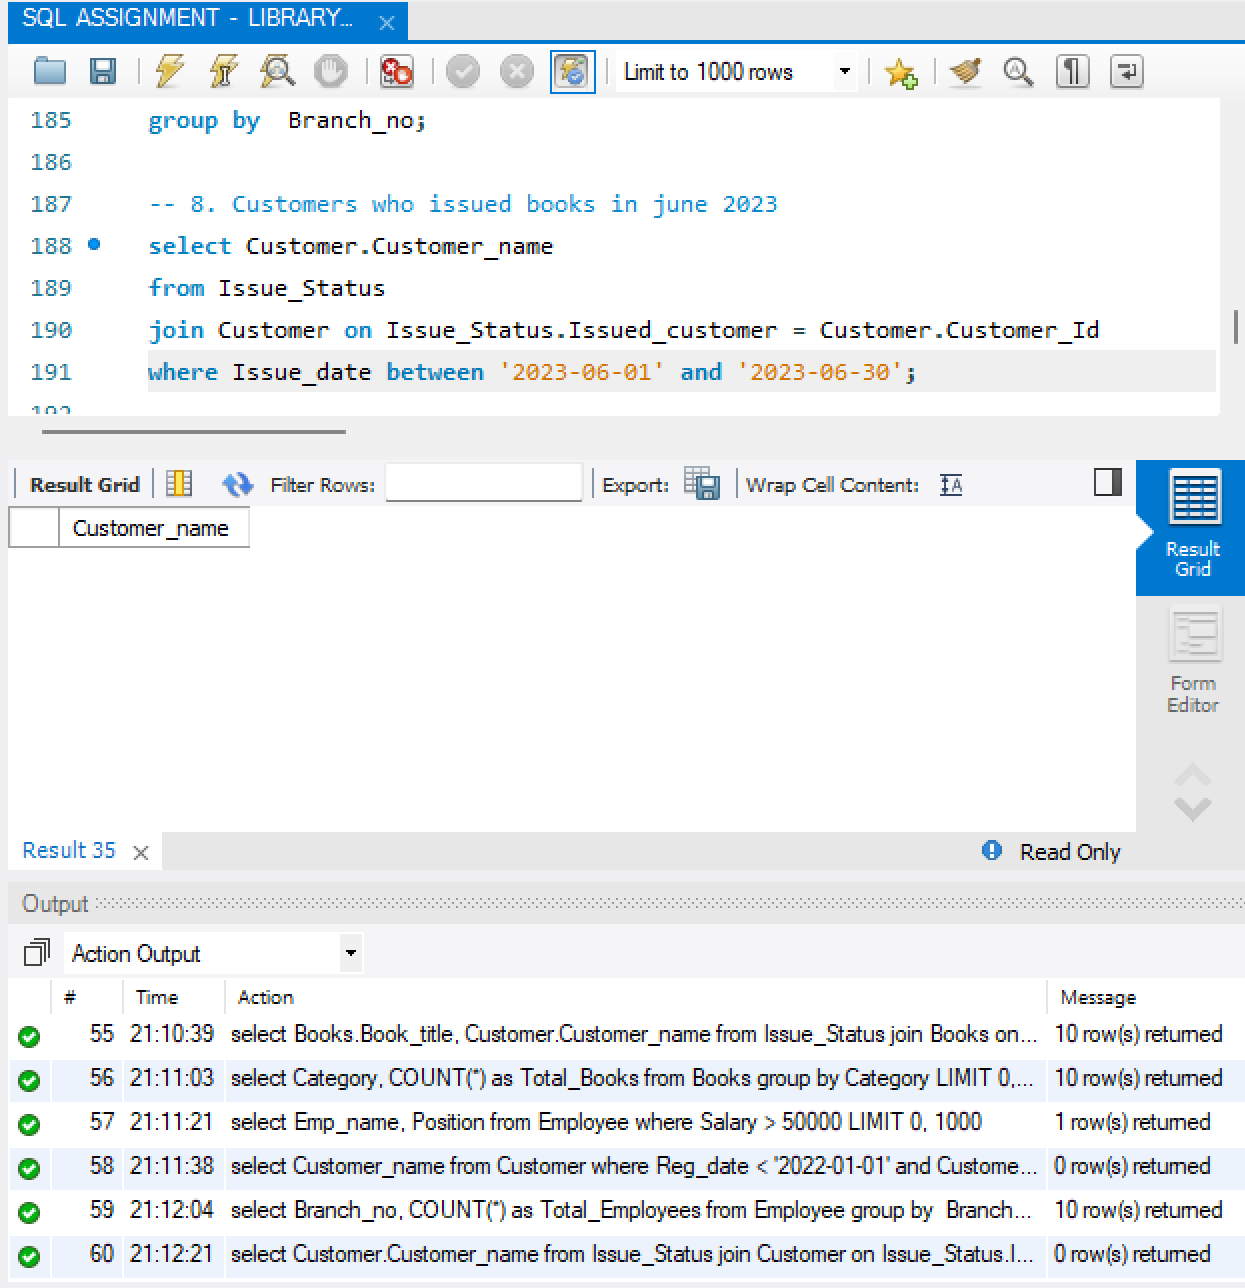 SQL ASSIGNMENT - LIBRARY...
Limit to 1000 rows
185 group by  Branch_no;
186
187 -- 8. Customers who issued books in june 2023
188 select Customer.Customer_name
189 from Issue_Status
190 join Customer on Issue_Status.Issued_customer = Customer.Customer_Id
191 where Issue_date between '2023-06-01' and '2023-06-30';
192
Result Grid Filter Rows: Export: Wrap Cell Content:
Customer_name
Result
Grid
Form
Editor
Result 35 Read Only
Output
Action Output
# Time Action Message
55 21:10:39 select Books.Book_title, Customer.Customer_name from Issue_Status join Books on... 10 row(s) returned
56 21:11:03 select Category, COUNT(*) as Total_Books from Books group by Category LIMIT 0,... 10 row(s) returned
57 21:11:21 select Emp_name, Position from Employee where Salary > 50000 LIMIT 0, 1000 1 row(s) returned
58 21:11:38 select Customer_name from Customer where Reg_date < '2022-01-01' and Custome... 0 row(s) returned
59 21:12:04 select Branch_no, COUNT(*) as Total_Employees from Employee group by  Branch... 10 row(s) returned
60 21:12:21 select Customer.Customer_name from Issue_Status join Customer on Issue_Status.I... 0 row(s) returned